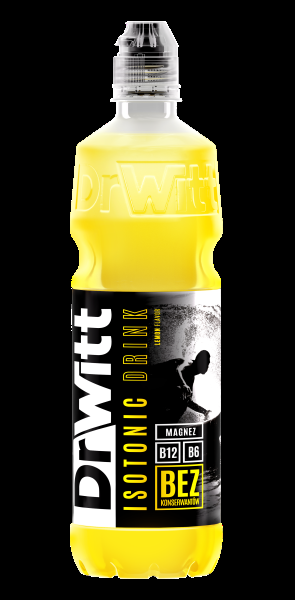 DrWitt
DrWitt
ISOTONIC DRINK
LEMON FLAVOR
MAGNEZ
B12 B6
BEZ
KONSERWANTÓW